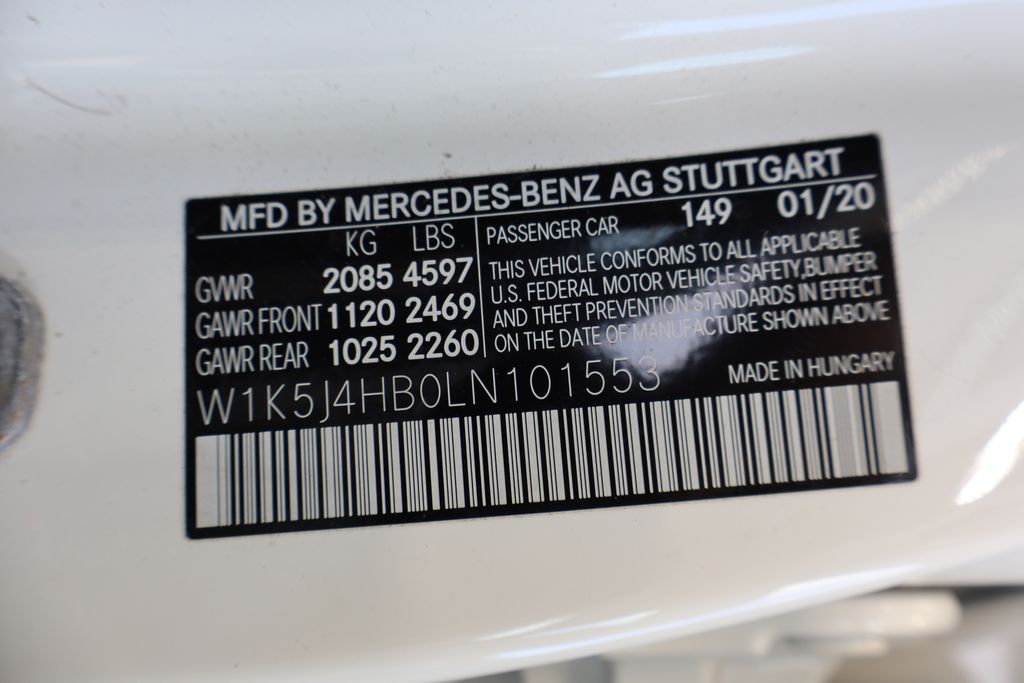 MFD BY MERCEDES-BENZ AG STUTTGART
KG LBS
GVWR 2085 4597
GAWR FRONT 1120 2469
GAWR REAR 1025 2260
PASSENGER CAR 149 01/20
THIS VEHICLE CONFORMS TO ALL APPLICABLE
U.S. FEDERAL MOTOR VEHICLE SAFETY,BUMPER
AND THEFT PREVENTION STANDARDS IN EFFECT
ON THE DATE OF MANUFACTURE SHOWN ABOVE
W1K5J4HB0LN101553
MADE IN HUNGARY